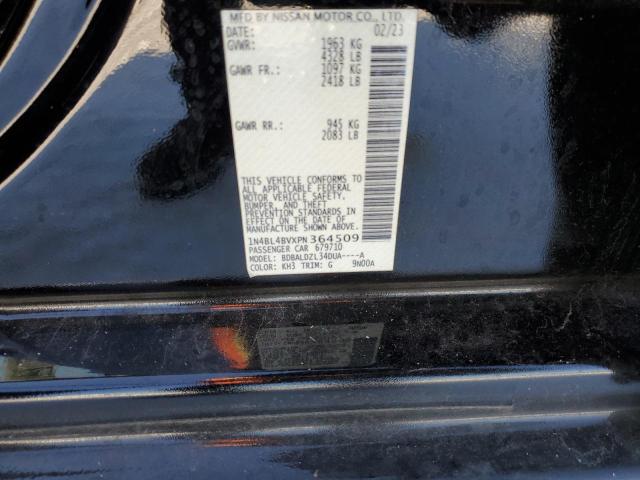 MFD BY NISSAN MOTOR CO., LTD.
DATE: 02/23
GVWR: 1963 KG
4328 LB
GAWR FR.: 1097 KG
2418 LB
GAWR RR.: 945 KG
2083 LB
THIS VEHICLE CONFORMS TO
ALL APPLICABLE FEDERAL
MOTOR VEHICLE SAFETY,
BUMPER, AND THEFT
PREVENTION STANDARDS IN
EFFECT ON THE DATE OF
MANUFACTURE SHOWN ABOVE.
1N4BL4BVXPN364509
PASSENGER CAR 679710
MODEL: BDBALDZL34DUA----A
COLOR: KH3 TRIM: G 9N00A